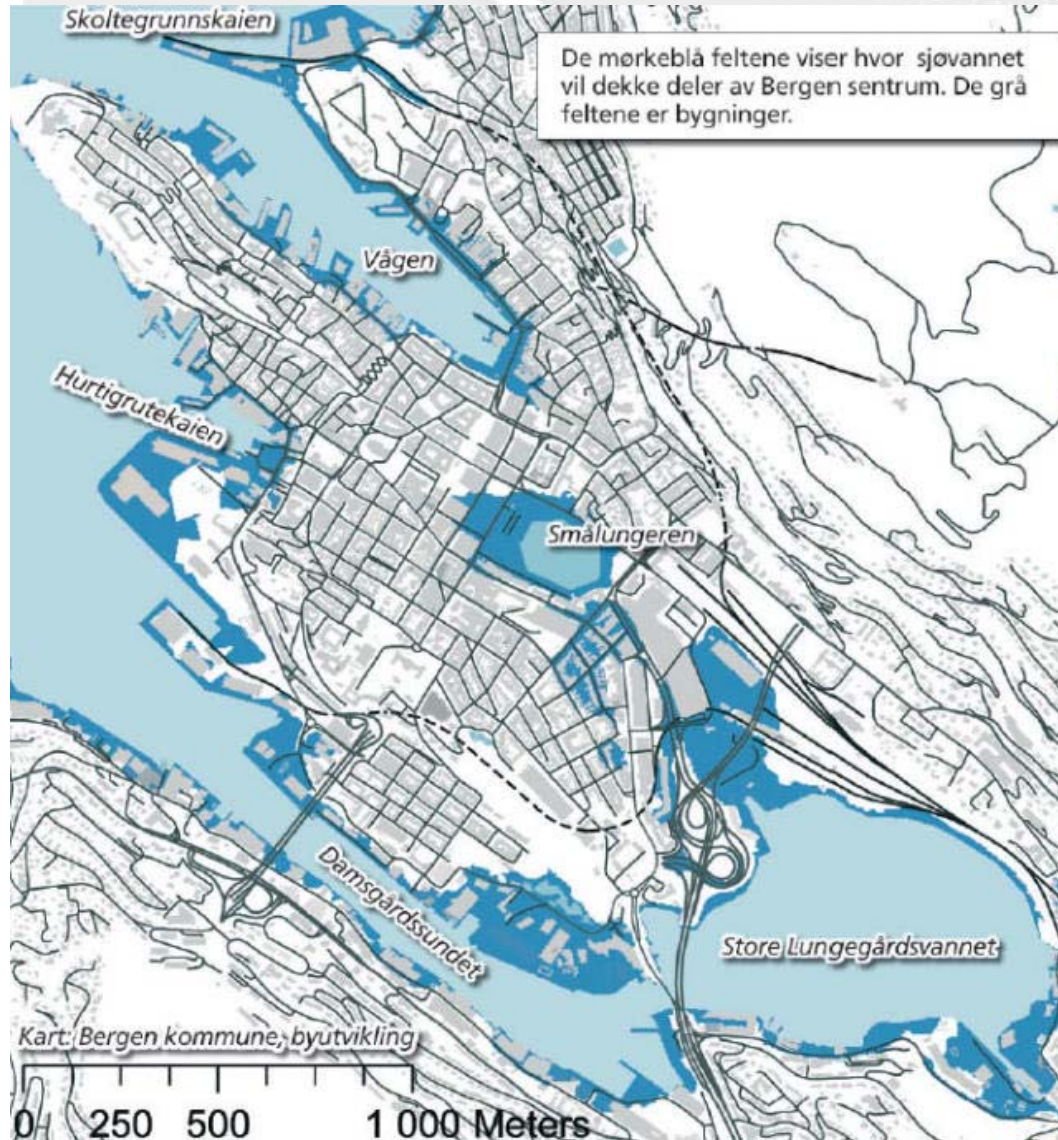 Skoltegrunnskaien
De mørkeblå feltene viser hvor sjøvannet
vil dekke deler av Bergen sentrum. De grå
feltene er bygninger.
Vågen
Hurtigrutekaien
Smålungeren
Damsgårdssundet
Store Lungegårdsvannet
Kart: Bergen kommune, byutvikling
0 250 500 1 000 Meters